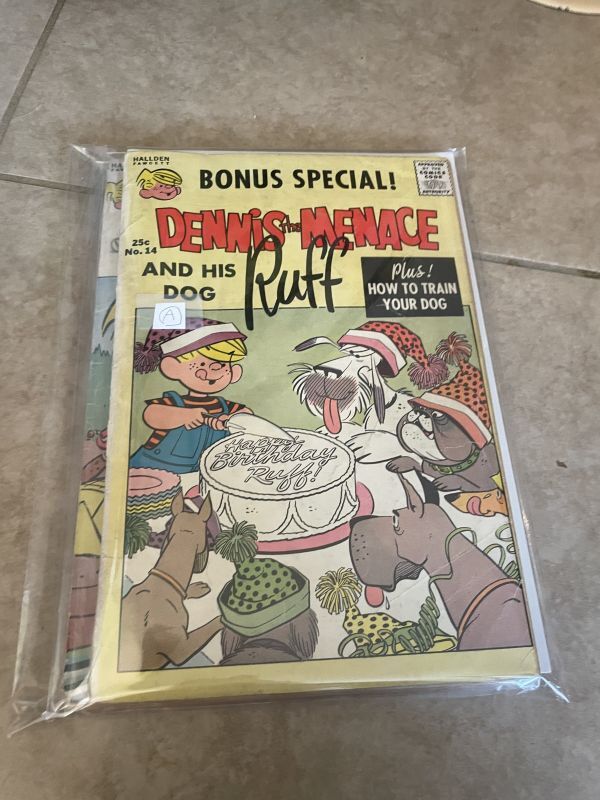 HALLDEN
FAWCETT
BONUS SPECIAL!
APPROVED
BY THE
COMICS
CODE
AUTHORITY
DENNIS the MENACE
25c
No. 14
AND HIS
DOG
Ruff
Plus!
HOW TO TRAIN
YOUR DOG
A
Happy
Birthday
Ruff!